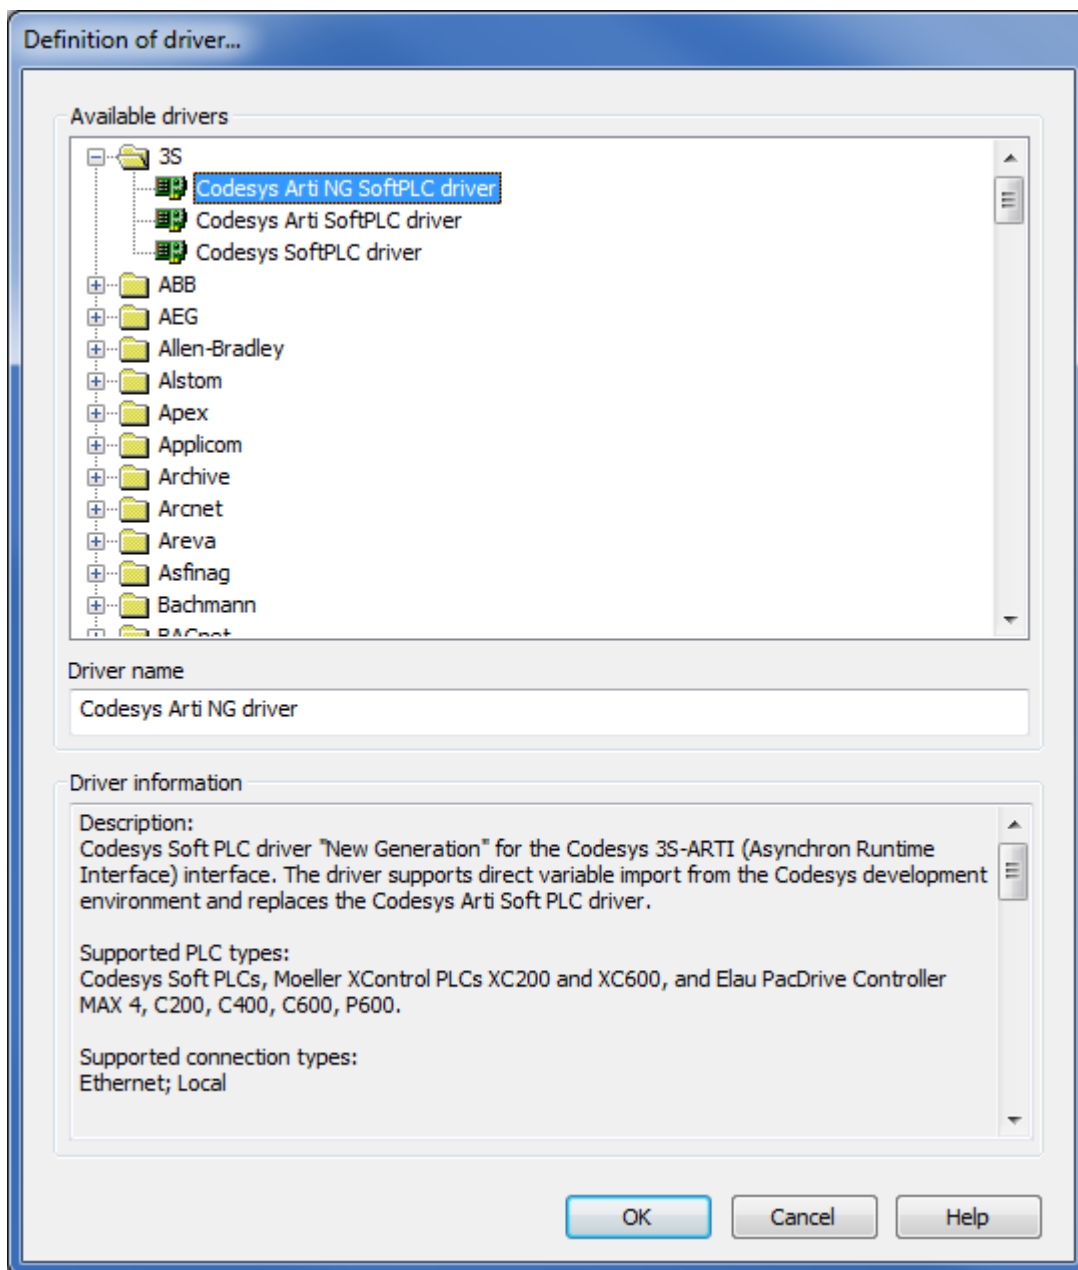 Definition of driver...
Available drivers
3S
Codesys Arti NG SoftPLC driver
Codesys Arti SoftPLC driver
Codesys SoftPLC driver
ABB
AEG
Allen-Bradley
Alstom
Apex
Applicom
Archive
Arcnet
Areva
Asfinag
Bachmann
BACnet
Driver name
Codesys Arti NG driver
Driver information
Description:
Codesys Soft PLC driver "New Generation" for the Codesys 3S-ARTI (Asynchron Runtime
Interface) interface. The driver supports direct variable import from the Codesys development
environment and replaces the Codesys Arti Soft PLC driver.
Supported PLC types:
Codesys Soft PLCs, Moeller XControl PLCs XC200 and XC600, and Elau PacDrive Controller
MAX 4, C200, C400, C600, P600.
Supported connection types:
Ethernet; Local
OK
Cancel
Help